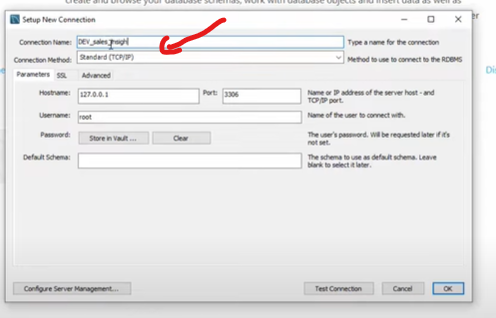 create and browse your database schemas, work with database objects and insert data as well as
Setup New Connection
Connection Name: DEV_sales_insigh Type a name for the connection
Connection Method: Standard (TCP/IP) Method to use to connect to the RDBMS
Parameters SSL Advanced
Hostname: 127.0.0.1 Port: 3306 Name or IP address of the server host - and
TCP/IP port.
Username: root Name of the user to connect with.
Password: Store in Vault ... Clear The user's password. Will be requested later if it's
not set.
Default Schema: The schema to use as default schema. Leave
blank to select it later.
Configure Server Management... Test Connection Cancel OK